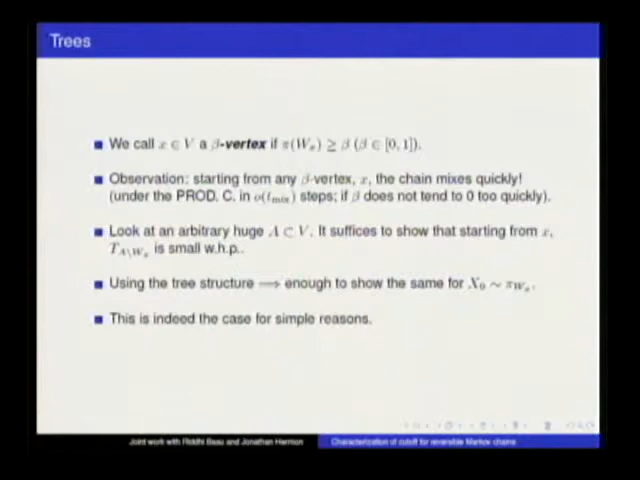 Trees
We call x ∈ V a β-vertex if π(W_x) ≥ β (β ∈ [0, 1]).
Observation: starting from any β-vertex, x, the chain mixes quickly!
(under the PROD. C. in o(t_mix) steps; if β does not tend to 0 too quickly).
Look at an arbitrary huge A ⊂ V. It suffices to show that starting from x,
T_{A\W_x} is small w.h.p..
Using the tree structure ⟹ enough to show the same for X_0 ∼ π_{W_x}.
This is indeed the case for simple reasons.
Joint work with Riddhi Basu and Jonathan Hermon
Characterization of cutoff for reversible Markov chains